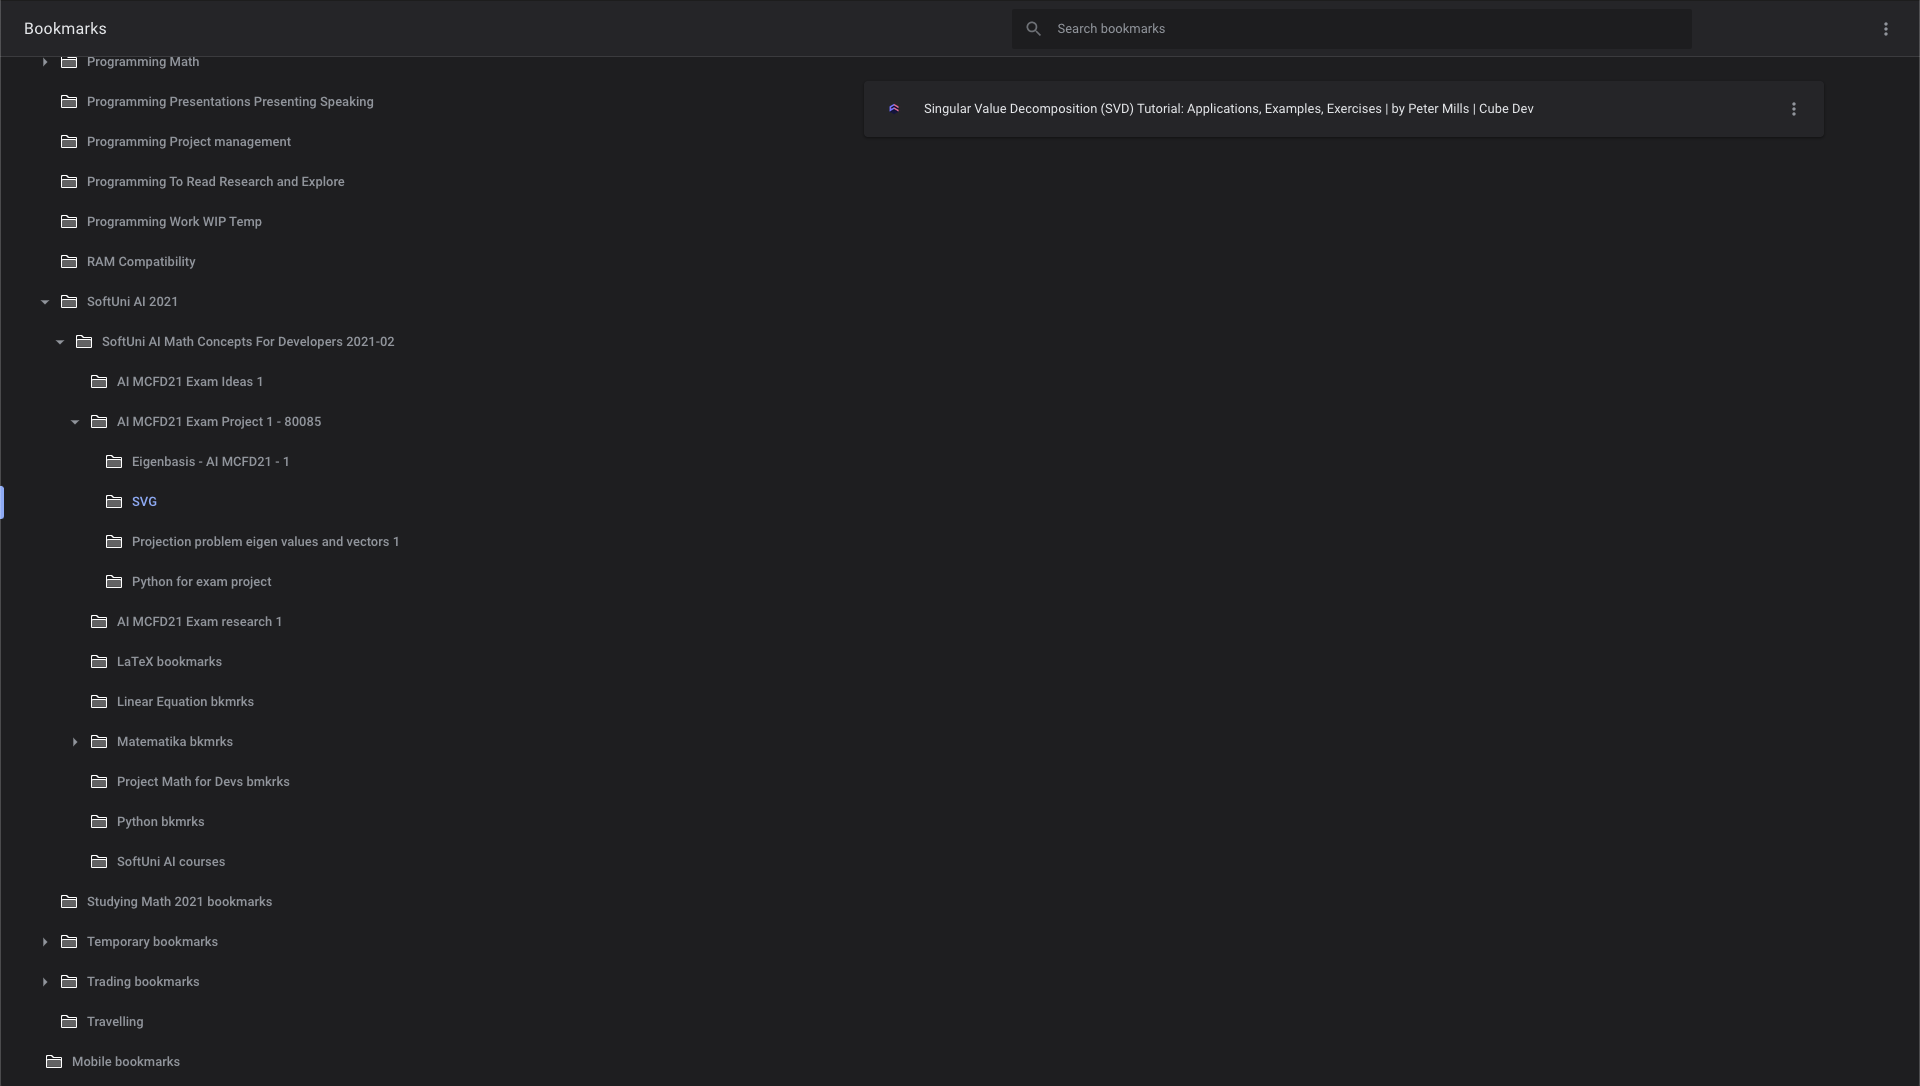 Bookmarks
Search bookmarks
Programming Math
Programming Presentations Presenting Speaking
Programming Project management
Programming To Read Research and Explore
Programming Work WIP Temp
RAM Compatibility
SoftUni AI 2021
SoftUni AI Math Concepts For Developers 2021-02
AI MCFD21 Exam Ideas 1
AI MCFD21 Exam Project 1 - 80085
Eigenbasis - AI MCFD21 - 1
SVG
Projection problem eigen values and vectors 1
Python for exam project
AI MCFD21 Exam research 1
LaTeX bookmarks
Linear Equation bkmrks
Matematika bkmrks
Project Math for Devs bmkrks
Python bkmrks
SoftUni AI courses
Studying Math 2021 bookmarks
Temporary bookmarks
Trading bookmarks
Travelling
Mobile bookmarks
Singular Value Decomposition (SVD) Tutorial: Applications, Examples, Exercises | by Peter Mills | Cube Dev